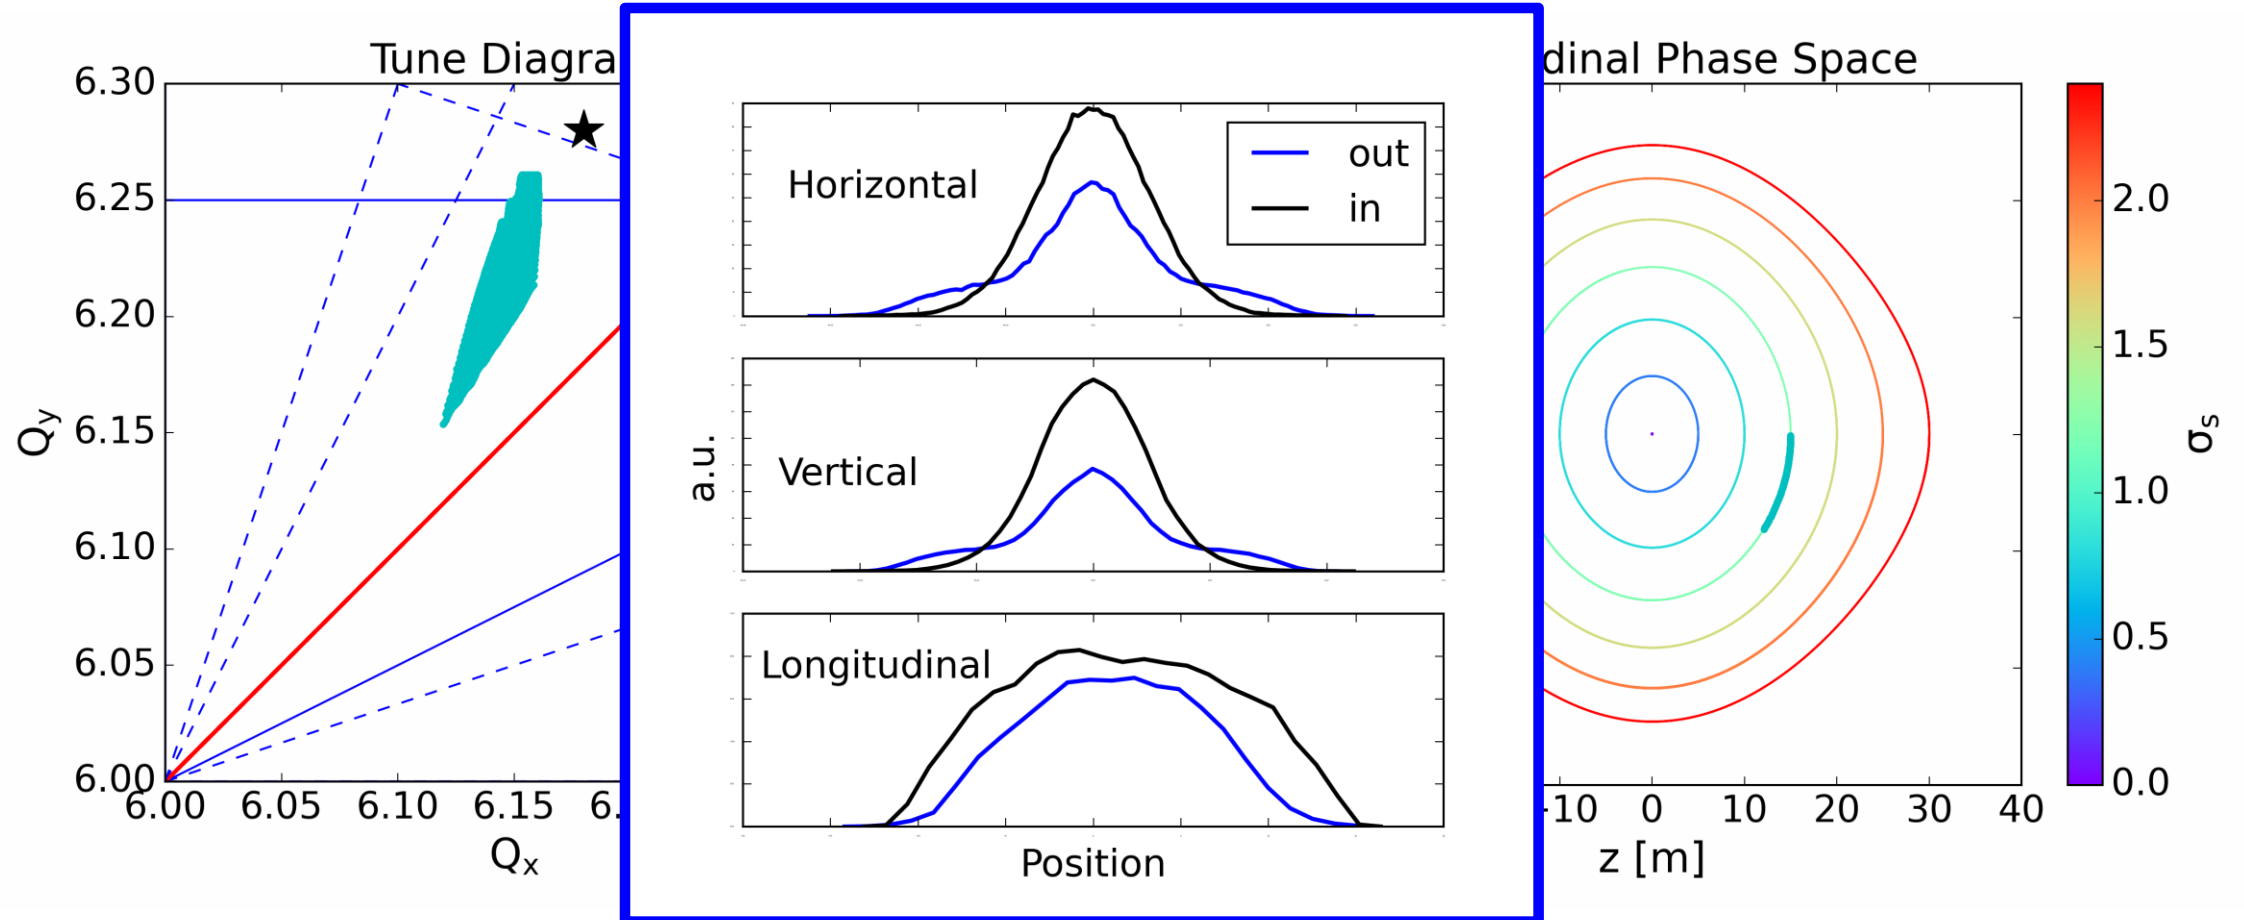 Tune Diagra
dinal Phase Space
6.30
6.25
6.20
6.15
6.10
6.05
6.00
Qy
6.00 6.05 6.10 6.15 6.
Qx
Horizontal
out
in
Vertical
a.u.
Longitudinal
Position
-10 0 10 20 30 40
z [m]
2.0
1.5
1.0
0.5
0.0
σs